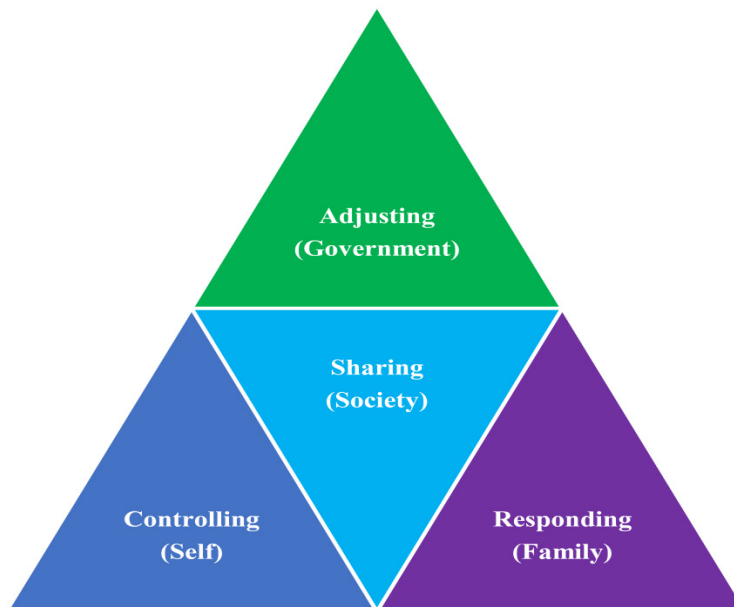 Adjusting
(Government)
Sharing
(Society)
Controlling
(Self)
Responding
(Family)